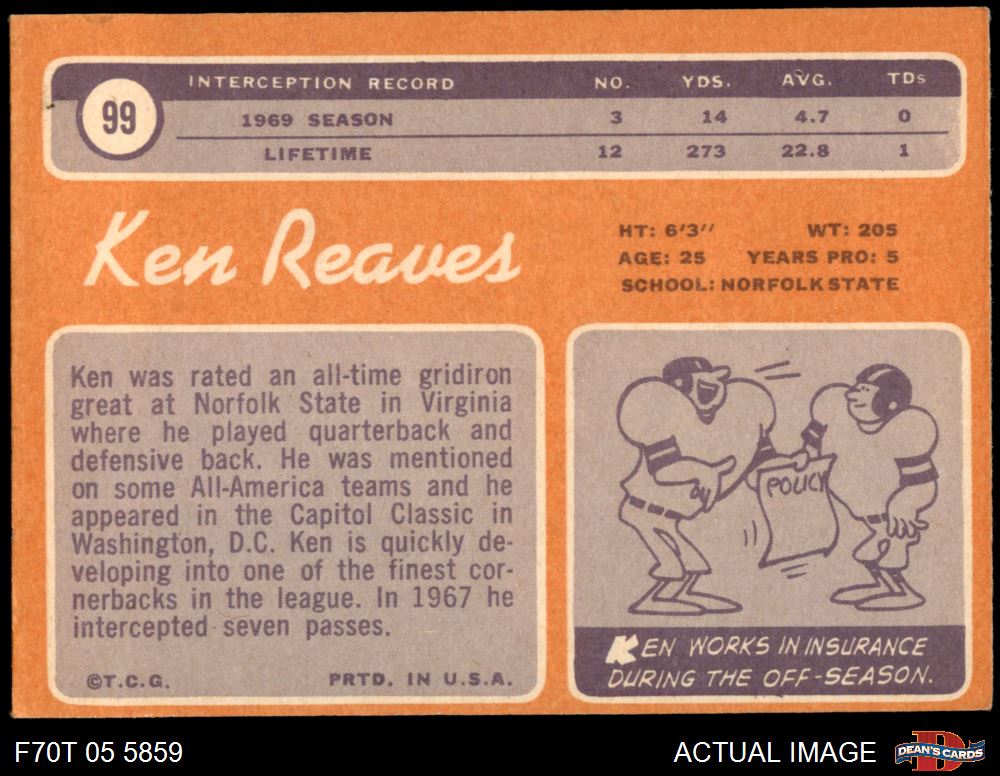 99
INTERCEPTION RECORD NO. YDS. AVG. TDs
1969 SEASON 3 14 4.7 0
LIFETIME 12 273 22.8 1
Ken Reaves
HT: 6'3'' WT: 205
AGE: 25 YEARS PRO: 5
SCHOOL: NORFOLK STATE
Ken was rated an all-time gridiron
great at Norfolk State in Virginia
where he played quarterback and
defensive back. He was mentioned
on some All-America teams and he
appeared in the Capitol Classic in
Washington, D.C. Ken is quickly de-
veloping into one of the finest cor-
nerbacks in the league. In 1967 he
intercepted seven passes.
©T.C.G. PRTD. IN U.S.A.
POLICY
KEN WORKS IN INSURANCE
DURING THE OFF-SEASON.
F70T 05 5859
ACTUAL IMAGE
DEAN'S CARDS